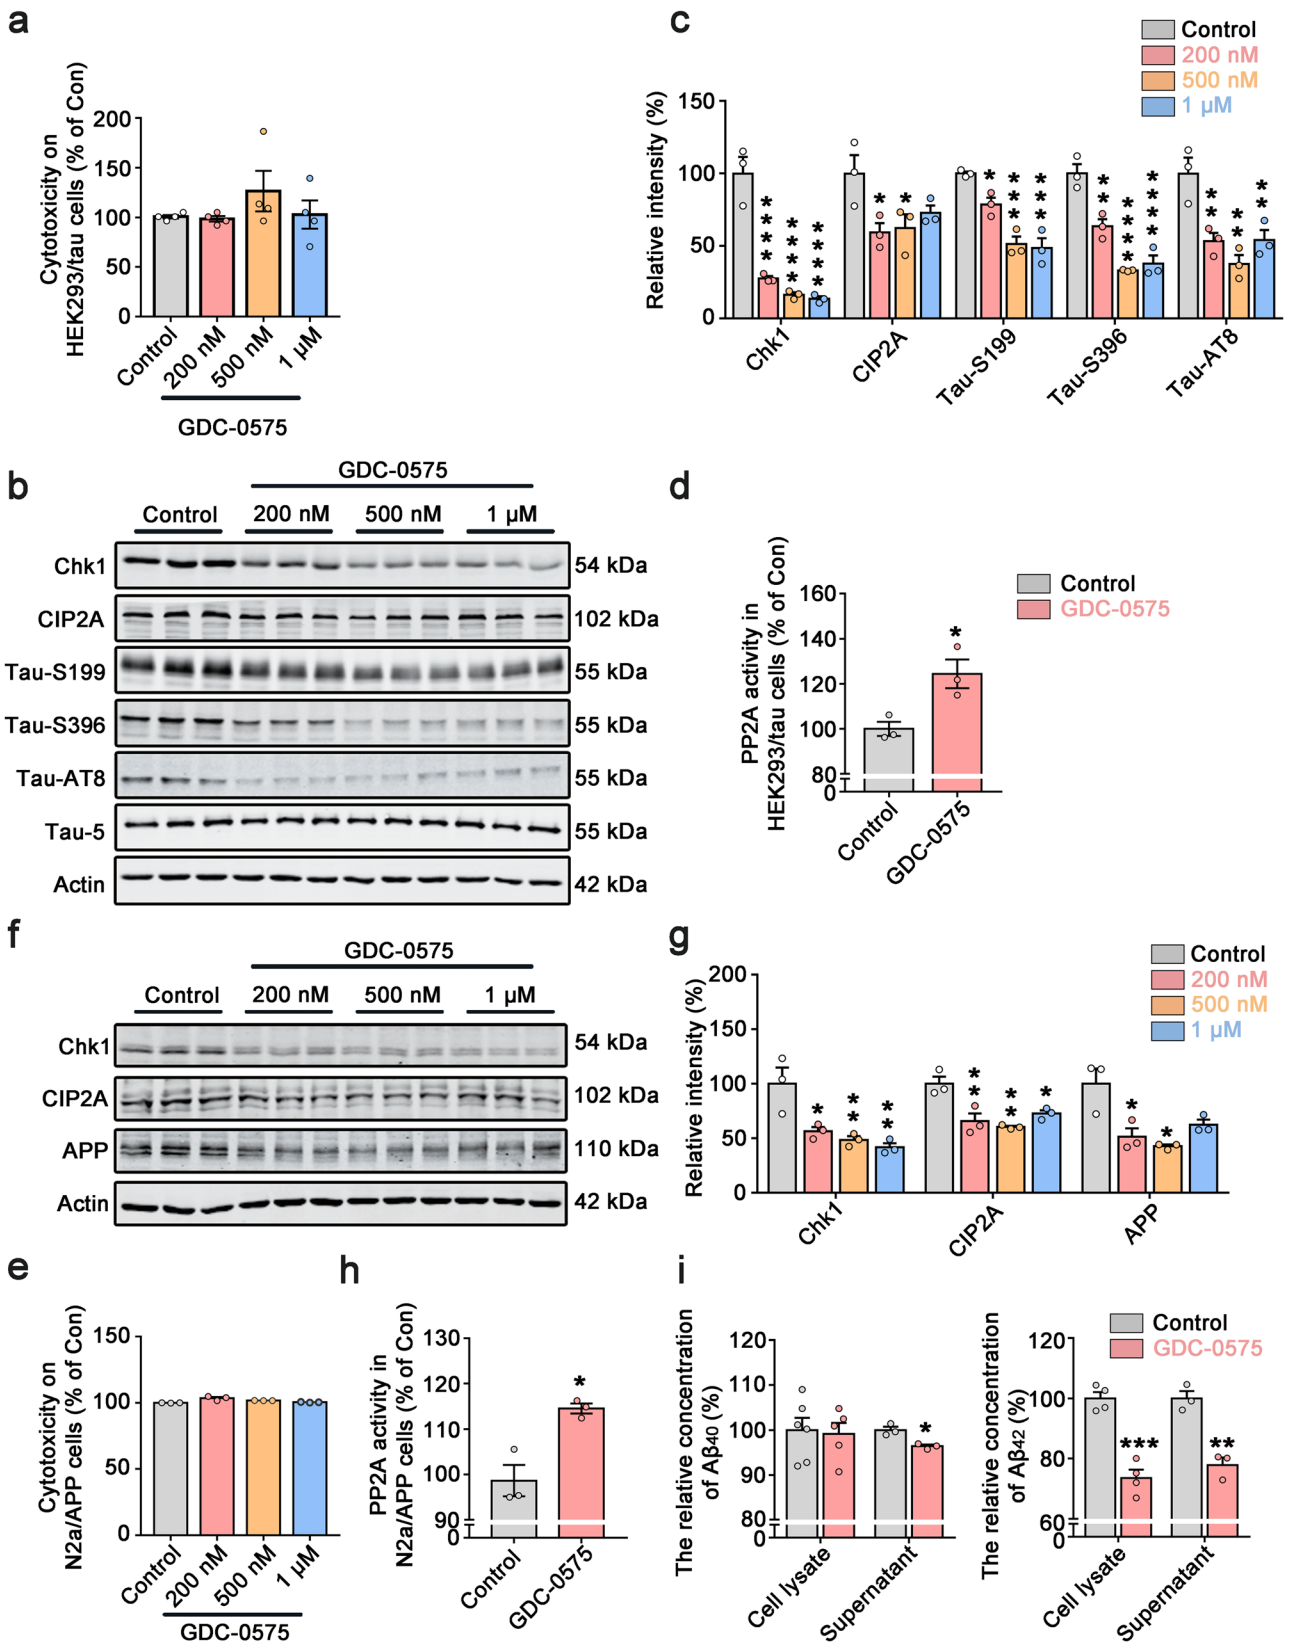 a
Cytotoxicity on
HEK293/tau cells (% of Con)
200
150
100
50
0
Control
200 nM
500 nM
1 µM
GDC-0575
c
Control
200 nM
500 nM
1 µM
Relative intensity (%)
150
100
50
0
****
****
****
*
*
*
***
***
**
****
****
**
**
**
Chk1
CIP2A
Tau-S199
Tau-S396
Tau-AT8
b
GDC-0575
Control
200 nM
500 nM
1 µM
Chk1
54 kDa
CIP2A
102 kDa
Tau-S199
55 kDa
Tau-S396
55 kDa
Tau-AT8
55 kDa
Tau-5
55 kDa
Actin
42 kDa
d
Control
GDC-0575
PP2A activity in
HEK293/tau cells (% of Con)
160
140
120
100
80
0
*
Control
GDC-0575
f
GDC-0575
Control
200 nM
500 nM
1 µM
Chk1
54 kDa
CIP2A
102 kDa
APP
110 kDa
Actin
42 kDa
g
Control
200 nM
500 nM
1 µM
Relative intensity (%)
200
150
100
50
0
*
**
**
**
**
*
*
*
Chk1
CIP2A
APP
e
Cytotoxicity on
N2a/APP cells (% of Con)
150
100
50
0
Control
200 nM
500 nM
1 µM
GDC-0575
h
PP2A activity in
N2a/APP cells (% of Con)
130
120
110
100
90
0
*
Control
GDC-0575
i
The relative concentration
of Aβ40 (%)
120
110
100
90
80
0
*
Cell lysate
Supernatant
The relative concentration
of Aβ42 (%)
120
100
80
60
0
***
**
Cell lysate
Supernatant
Control
GDC-0575